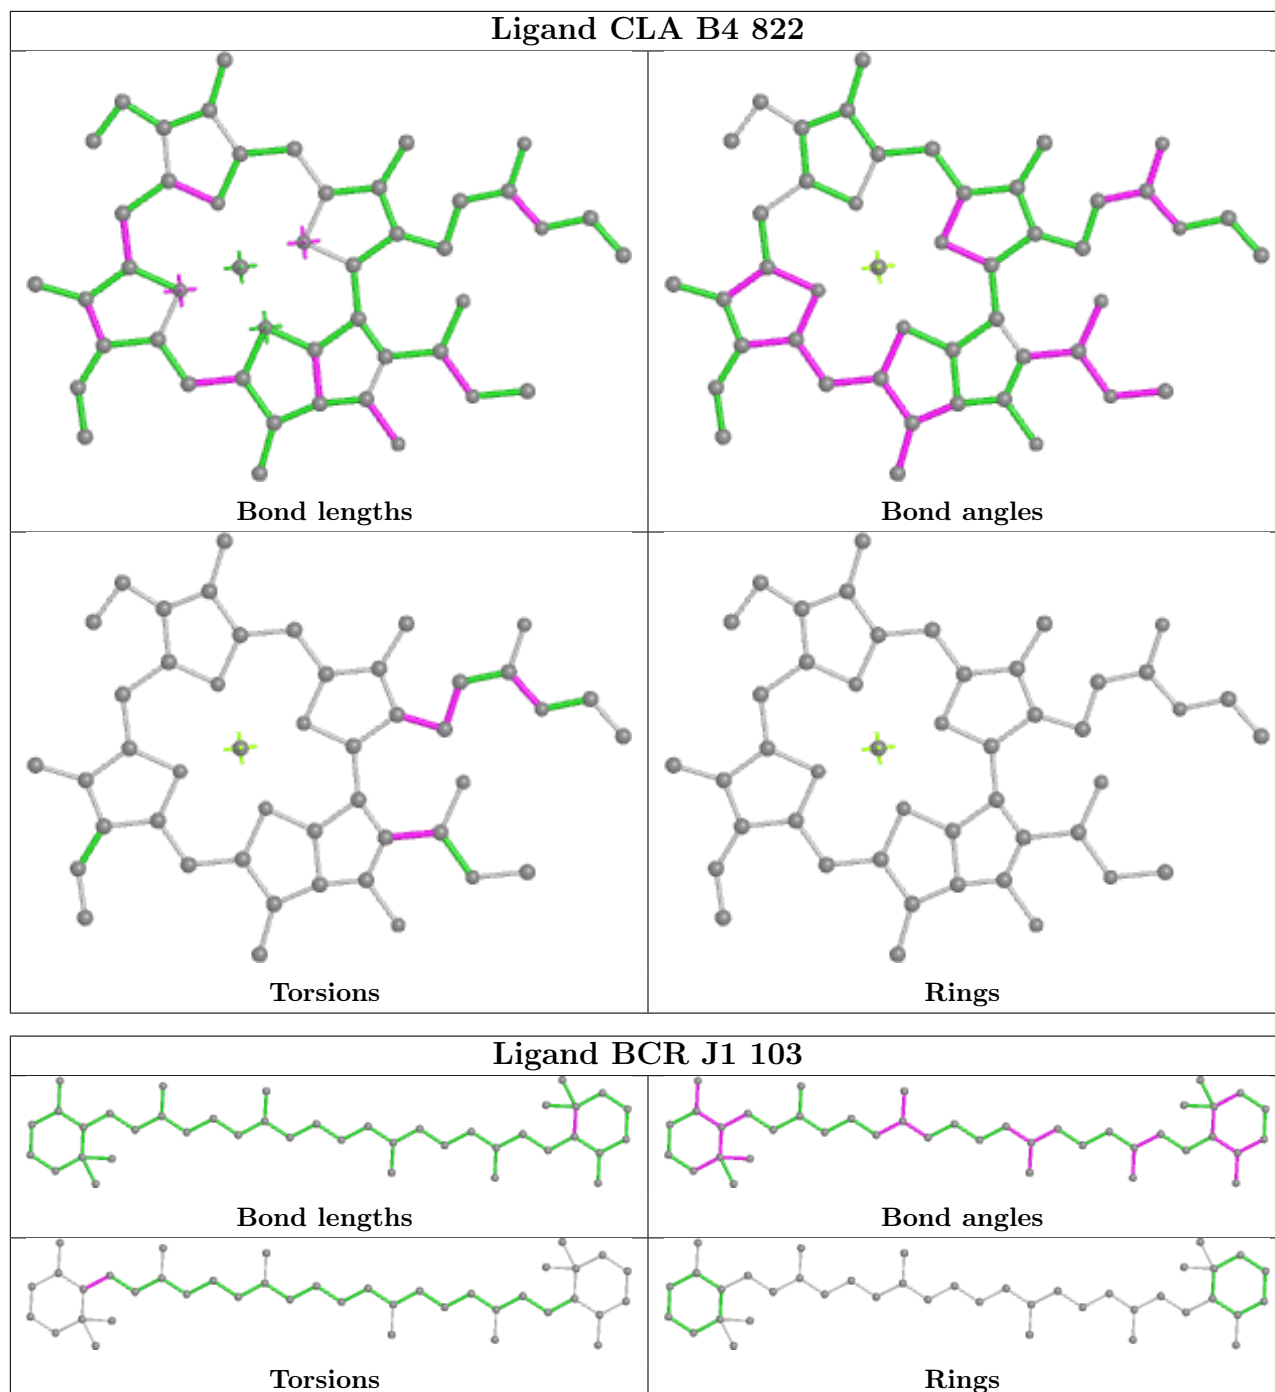 Ligand CLA B4 822
Bond lengths
Bond angles
Torsions
Rings
Ligand BCR J1 103
Bond lengths
Bond angles
Torsions
Rings